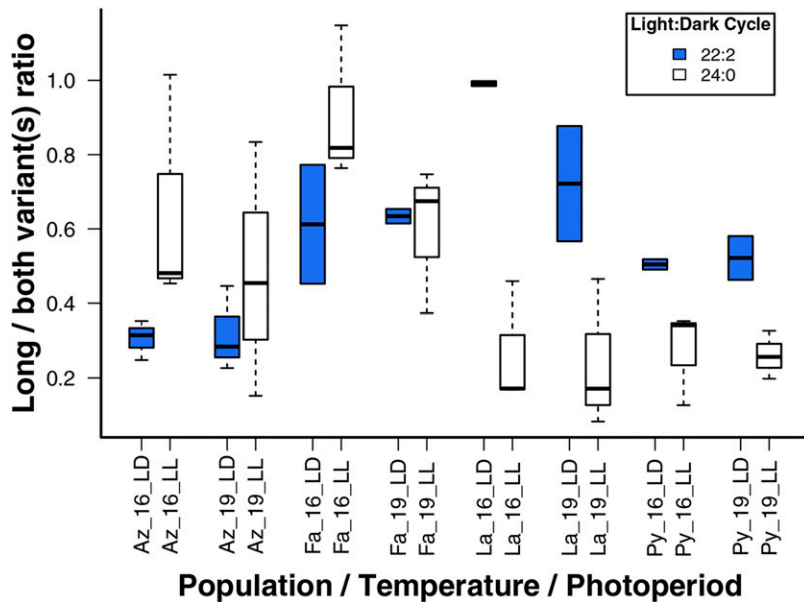 Light:Dark Cycle
22:2
24:0
Long / both variant(s) ratio
1.0
0.8
0.6
0.4
0.2
Az_16_LD
Az_16_LL
Az_19_LD
Az_19_LL
Fa_16_LD
Fa_16_LL
Fa_19_LD
Fa_19_LL
La_16_LD
La_16_LL
La_19_LD
La_19_LL
Py_16_LD
Py_16_LL
Py_19_LD
Py_19_LL
Population / Temperature / Photoperiod